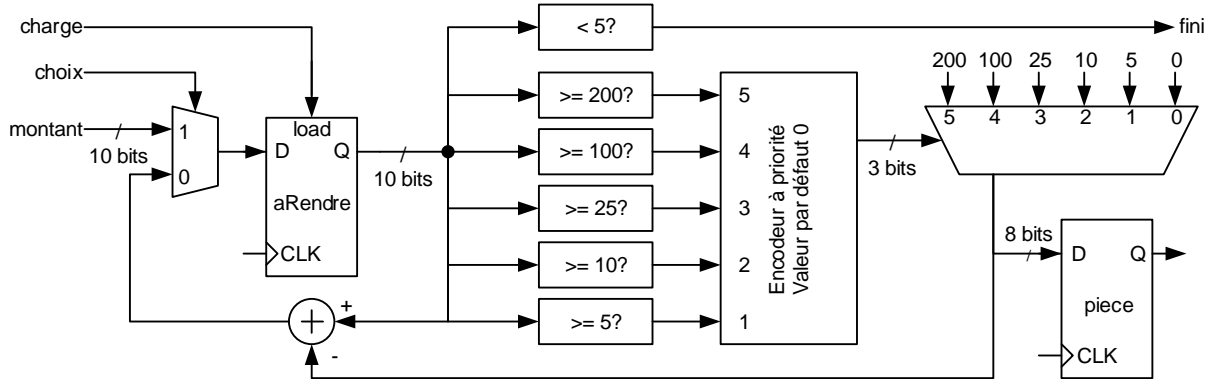 charge
choix
montant
10 bits
1
0
load
D Q
aRendre
CLK
10 bits
+
-
< 5?
>= 200?
>= 100?
>= 25?
>= 10?
>= 5?
5
4
3
2
1
Encodeur à priorité
Valeur par défaut 0
3 bits
fini
200 100 25 10 5 0
5 4 3 2 1 0
8 bits
D Q
piece
CLK